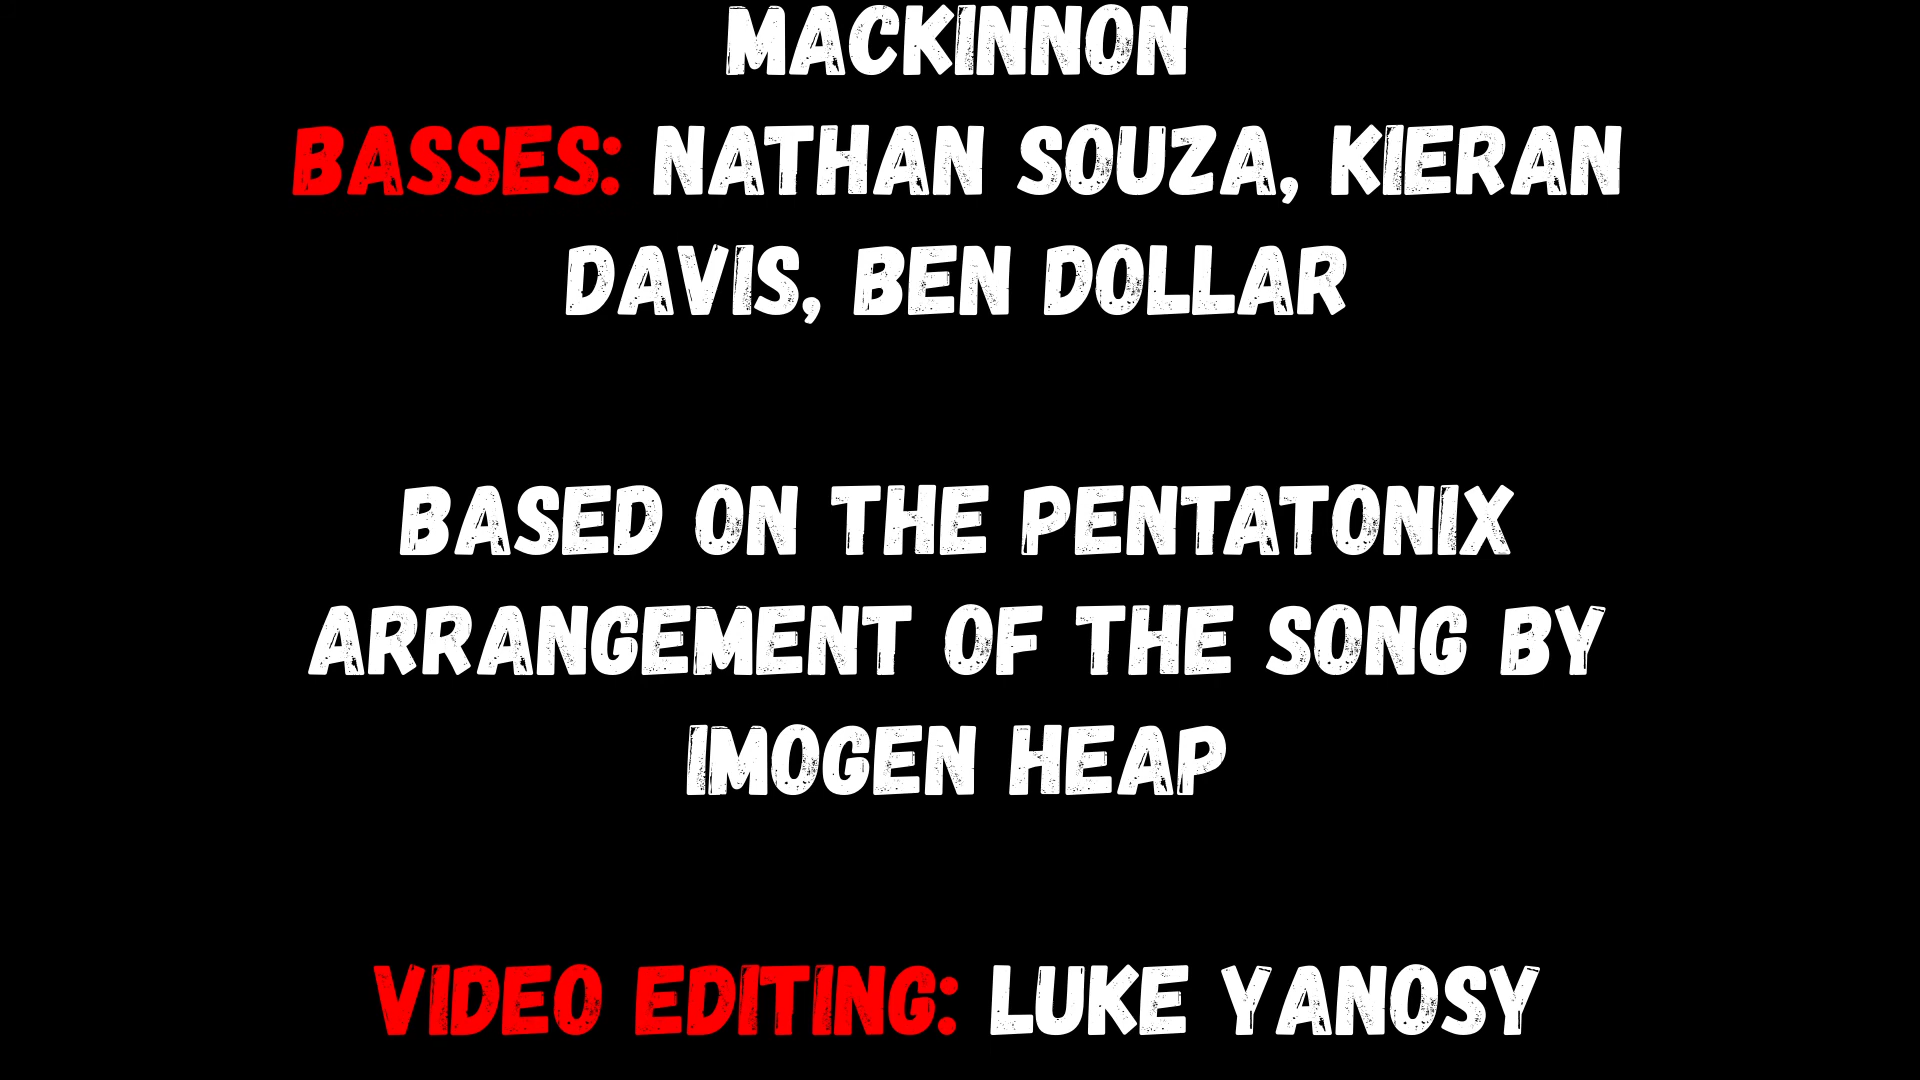 MACKINNON
BASSES: NATHAN SOUZA, KIERAN
DAVIS, BEN DOLLAR
BASED ON THE PENTATONIX
ARRANGEMENT OF THE SONG BY
IMOGEN HEAP
VIDEO EDITING: LUKE YANOSY